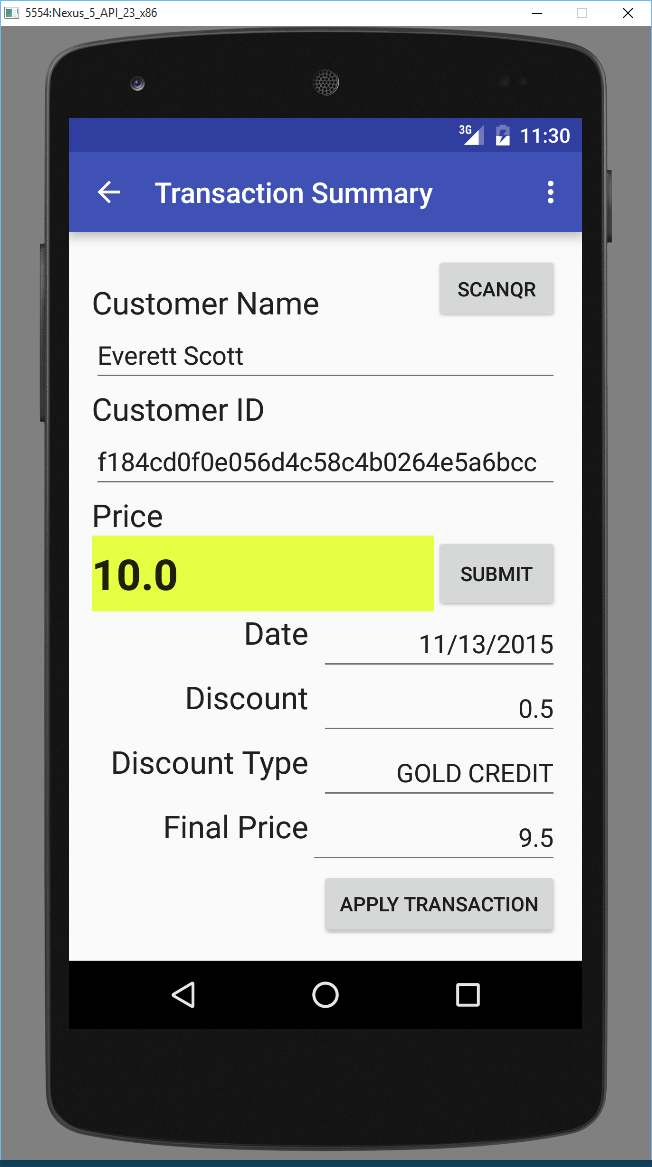 5554:Nexus_5_API_23_x86
3G 11:30
Transaction Summary
SCANQR
Customer Name
Everett Scott
Customer ID
f184cd0f0e056d4c58c4b0264e5a6bcc
Price
10.0 SUBMIT
Date 11/13/2015
Discount 0.5
Discount Type GOLD CREDIT
Final Price 9.5
APPLY TRANSACTION